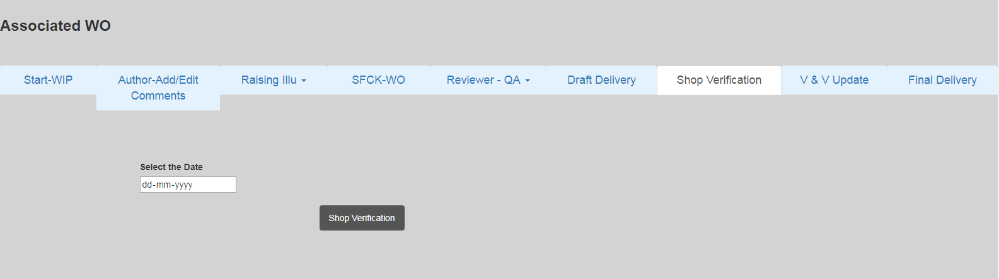 Associated WO
Start-WIP
Author-Add/Edit
Comments
Raising Illu
SFCK-WO
Reviewer - QA
Draft Delivery
Shop Verification
V & V Update
Final Delivery
Select the Date
dd-mm-yyyy
Shop Verification